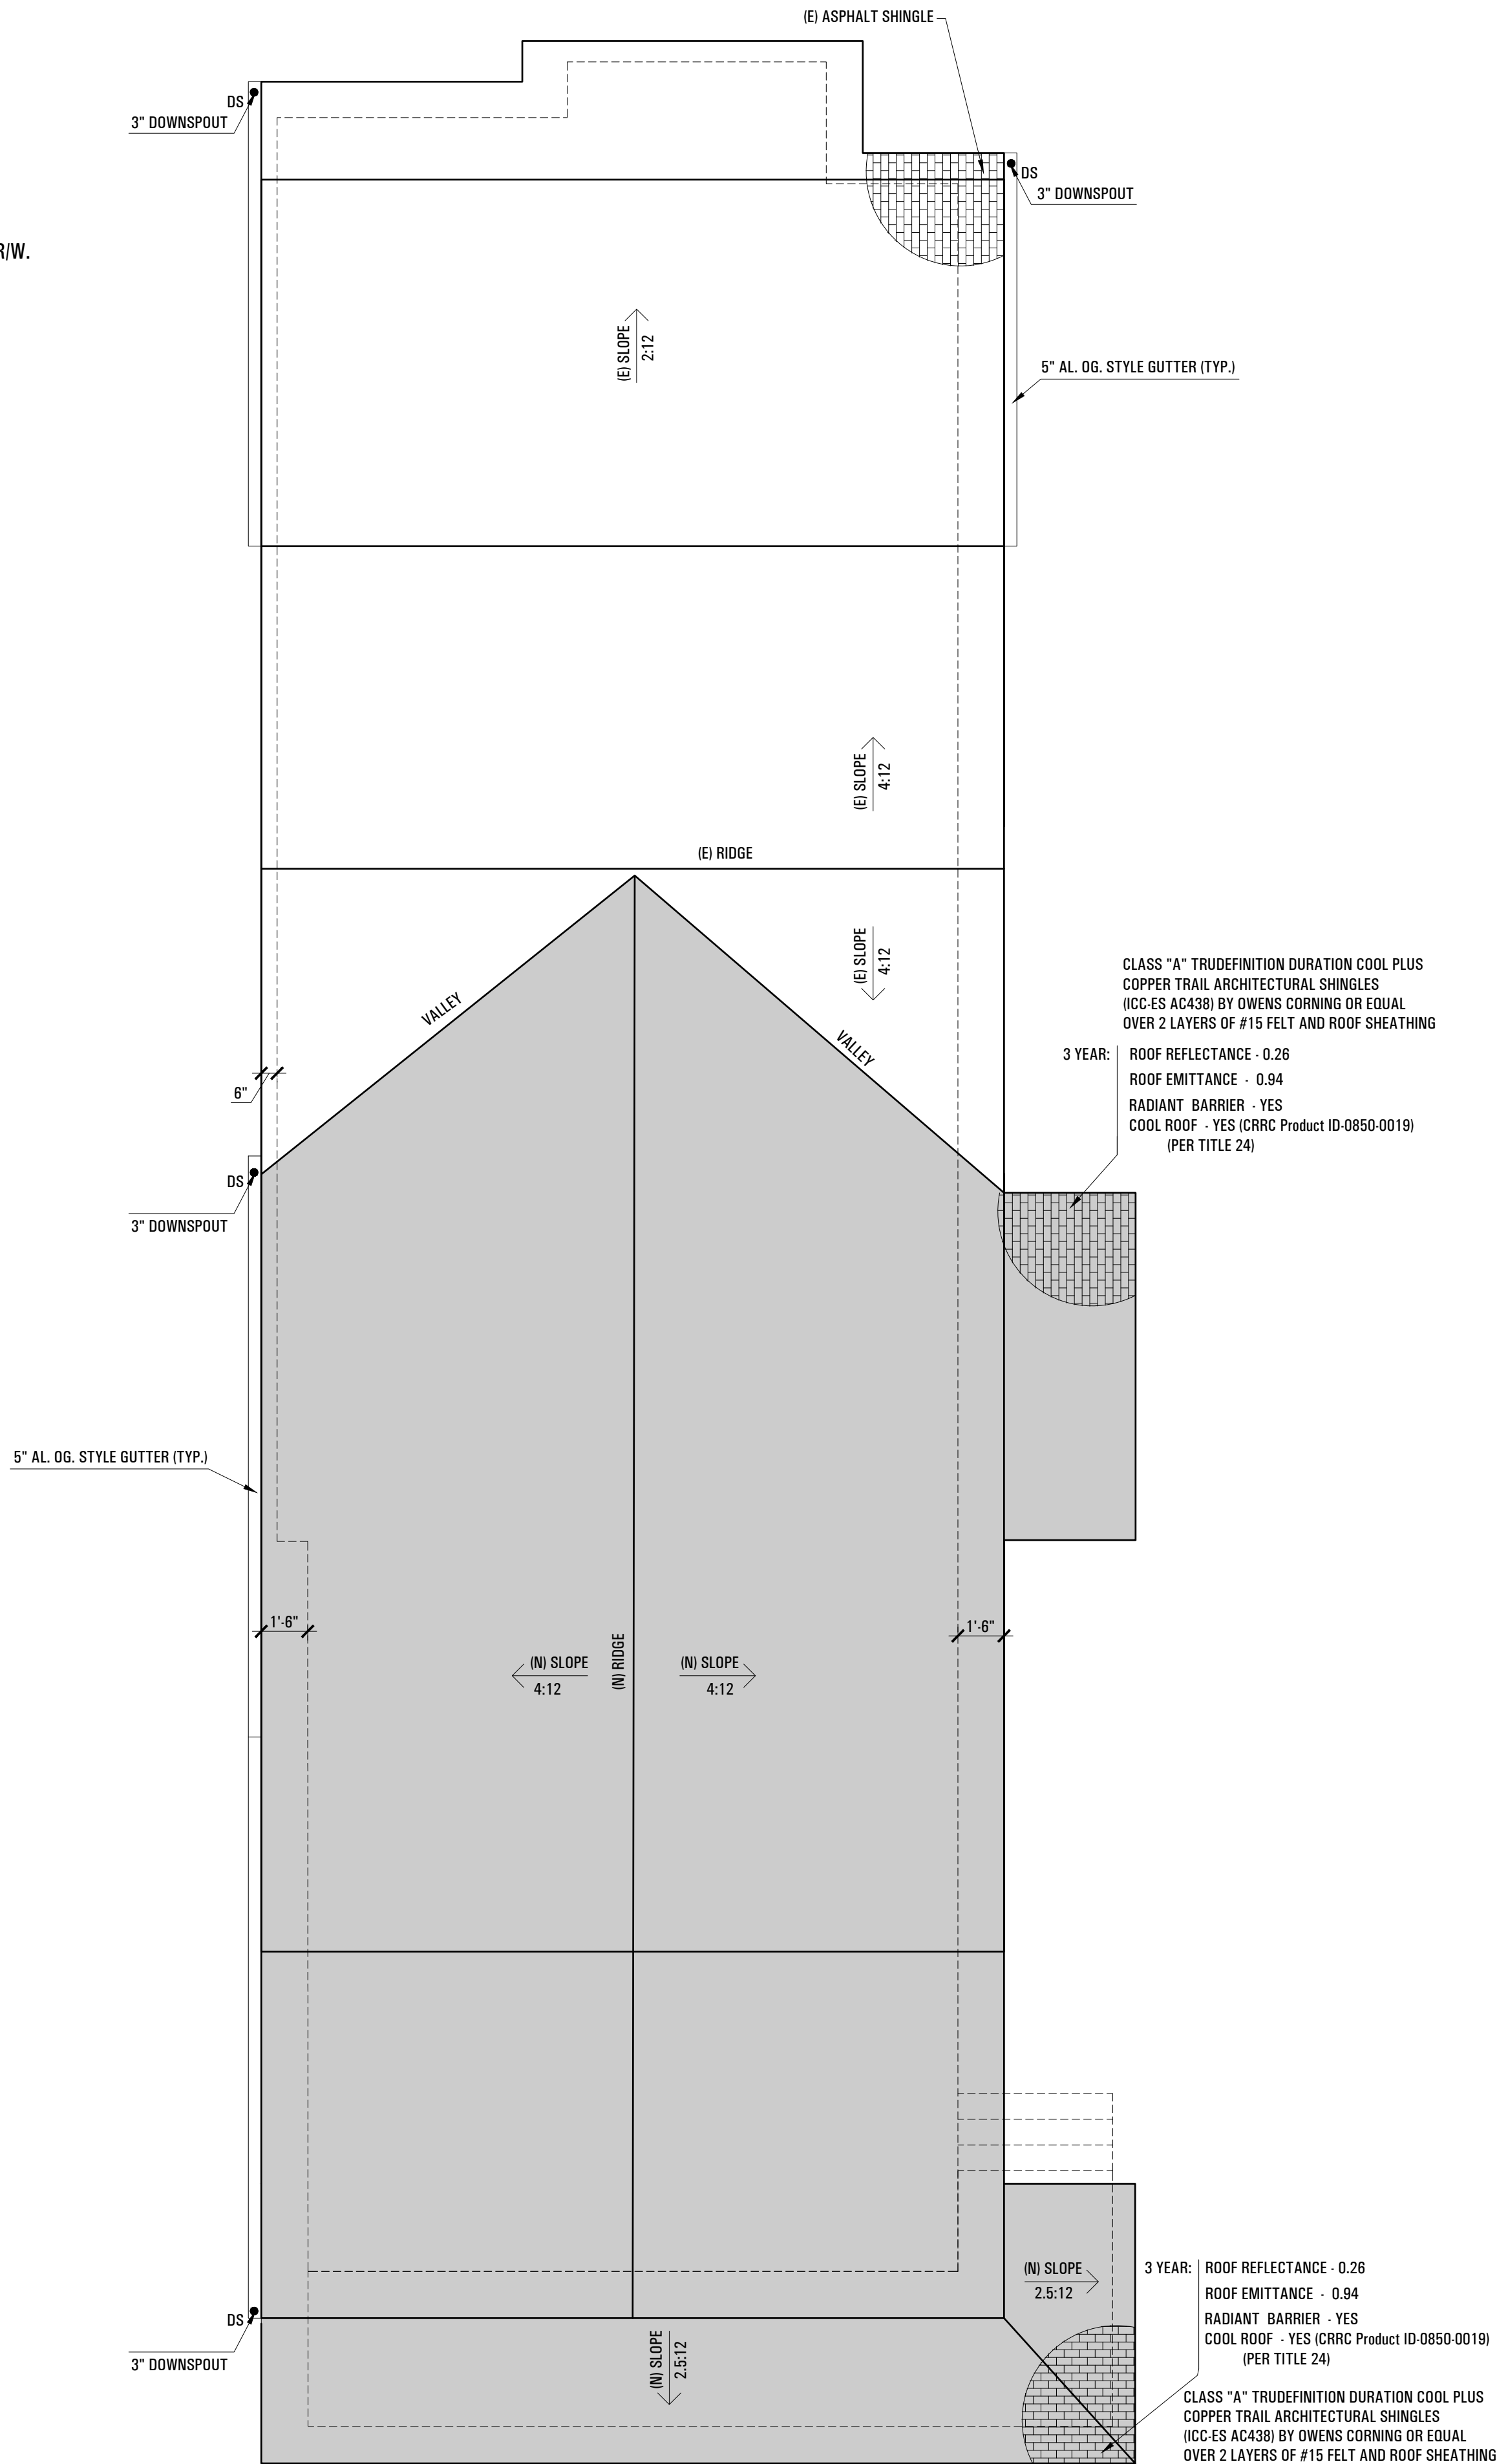 (E) ASPHALT SHINGLE
DS
3" DOWNSPOUT
DS
3" DOWNSPOUT
R/W.
(E) SLOPE
2:12
5" AL. OG. STYLE GUTTER (TYP.)
(E) SLOPE
4:12
(E) RIDGE
(E) SLOPE
4:12
VALLEY
VALLEY
CLASS "A" TRUDEFINITION DURATION COOL PLUS
COPPER TRAIL ARCHITECTURAL SHINGLES
(ICC-ES AC438) BY OWENS CORNING OR EQUAL
OVER 2 LAYERS OF #15 FELT AND ROOF SHEATHING
3 YEAR: ROOF REFLECTANCE - 0.26
ROOF EMITTANCE - 0.94
RADIANT BARRIER - YES
COOL ROOF - YES (CRRC Product ID-0850-0019)
(PER TITLE 24)
6"
DS
3" DOWNSPOUT
5" AL. OG. STYLE GUTTER (TYP.)
1'-6"
1'-6"
(N) SLOPE
4:12
(N) RIDGE
(N) SLOPE
4:12
(N) SLOPE
2.5:12
3 YEAR: ROOF REFLECTANCE - 0.26
ROOF EMITTANCE - 0.94
RADIANT BARRIER - YES
COOL ROOF - YES (CRRC Product ID-0850-0019)
(PER TITLE 24)
DS
3" DOWNSPOUT
(N) SLOPE
2.5:12
CLASS "A" TRUDEFINITION DURATION COOL PLUS
COPPER TRAIL ARCHITECTURAL SHINGLES
(ICC-ES AC438) BY OWENS CORNING OR EQUAL
OVER 2 LAYERS OF #15 FELT AND ROOF SHEATHING